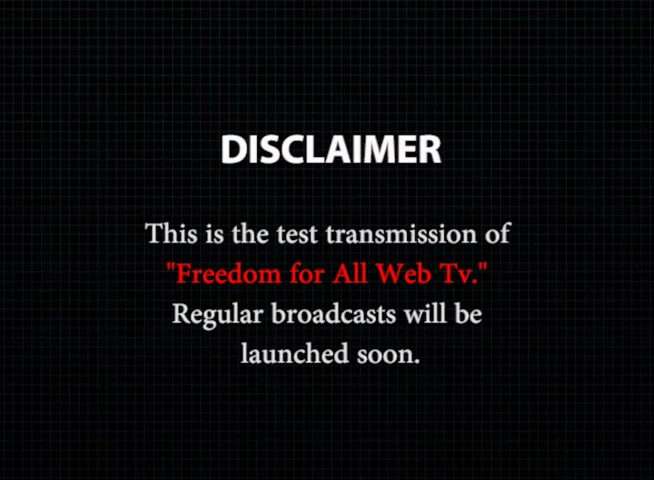 DISCLAIMER
This is the test transmission of
"Freedom for All Web Tv."
Regular broadcasts will be
launched soon.